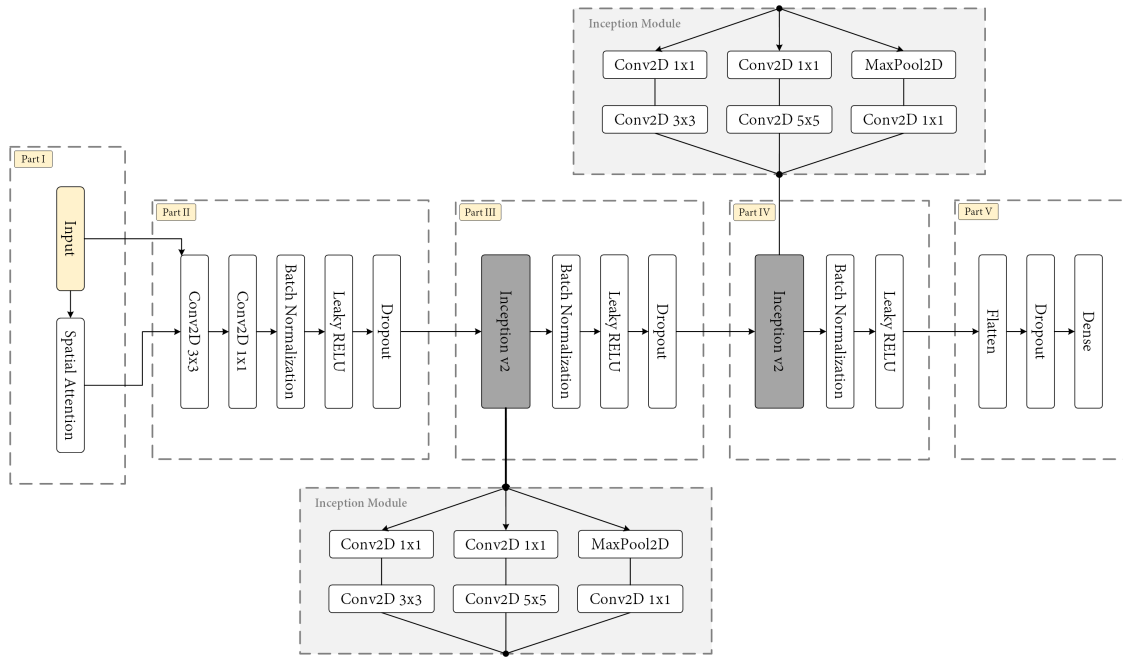 Inception Module
Conv2D 1x1
Conv2D 1x1
MaxPool2D
Conv2D 3x3
Conv2D 5x5
Conv2D 1x1
Part I
Input
Spatial Attention
Part II
Conv2D 3x3
Conv2D 1x1
Batch Normalization
Leaky RELU
Dropout
Part III
Inception v2
Batch Normalization
Leaky RELU
Dropout
Part IV
Inception v2
Batch Normalization
Leaky RELU
Part V
Flatten
Dropout
Dense
Inception Module
Conv2D 1x1
Conv2D 1x1
MaxPool2D
Conv2D 3x3
Conv2D 5x5
Conv2D 1x1